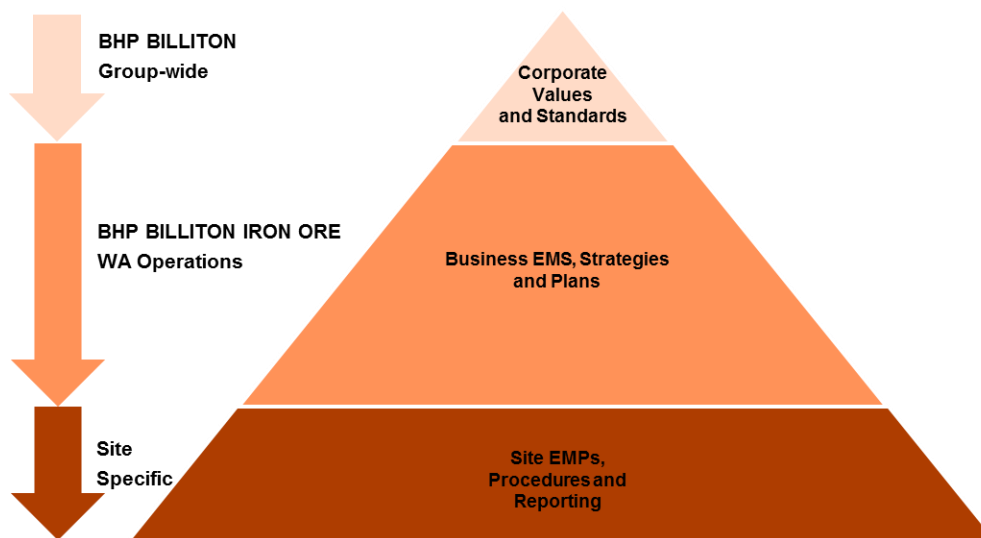 BHP BILLITON
Group-wide
Corporate
Values
and Standards
BHP BILLITON IRON ORE
WA Operations
Business EMS, Strategies
and Plans
Site
Specific
Site EMPs,
Procedures and
Reporting